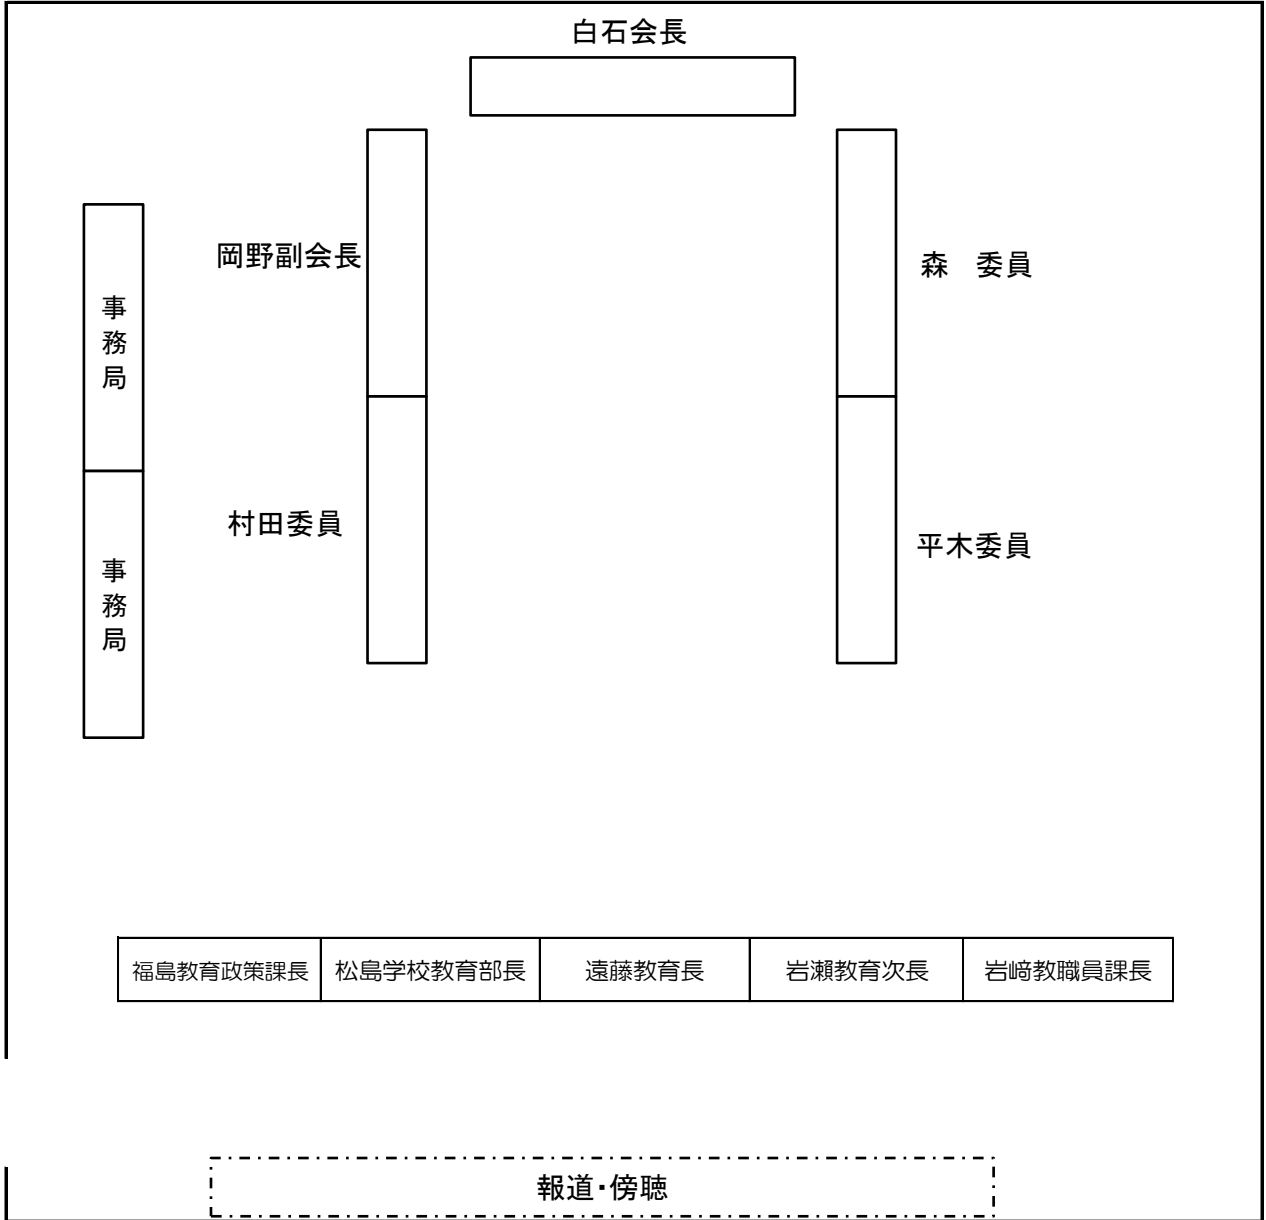 白石会長
岡野副会長
森　委員
事務局
村田委員
平木委員
事務局
福島教育政策課長
松島学校教育部長
遠藤教育長
岩瀬教育次長
岩﨑教職員課長
報道・傍聴